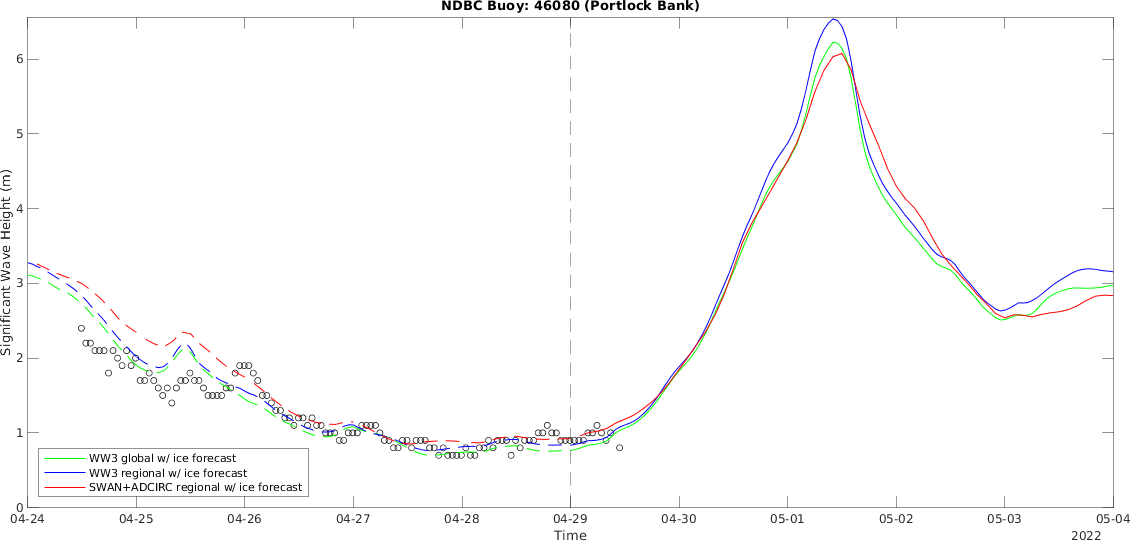 NDBC Buoy: 46080 (Portlock Bank)
Significant Wave Height (m)
6
5
4
3
2
1
0
WW3 global w/ ice forecast
WW3 regional w/ ice forecast
SWAN+ADCIRC regional w/ ice forecast
04-24 04-25 04-26 04-27 04-28 04-29 04-30 05-01 05-02 05-03 05-04
Time
2022